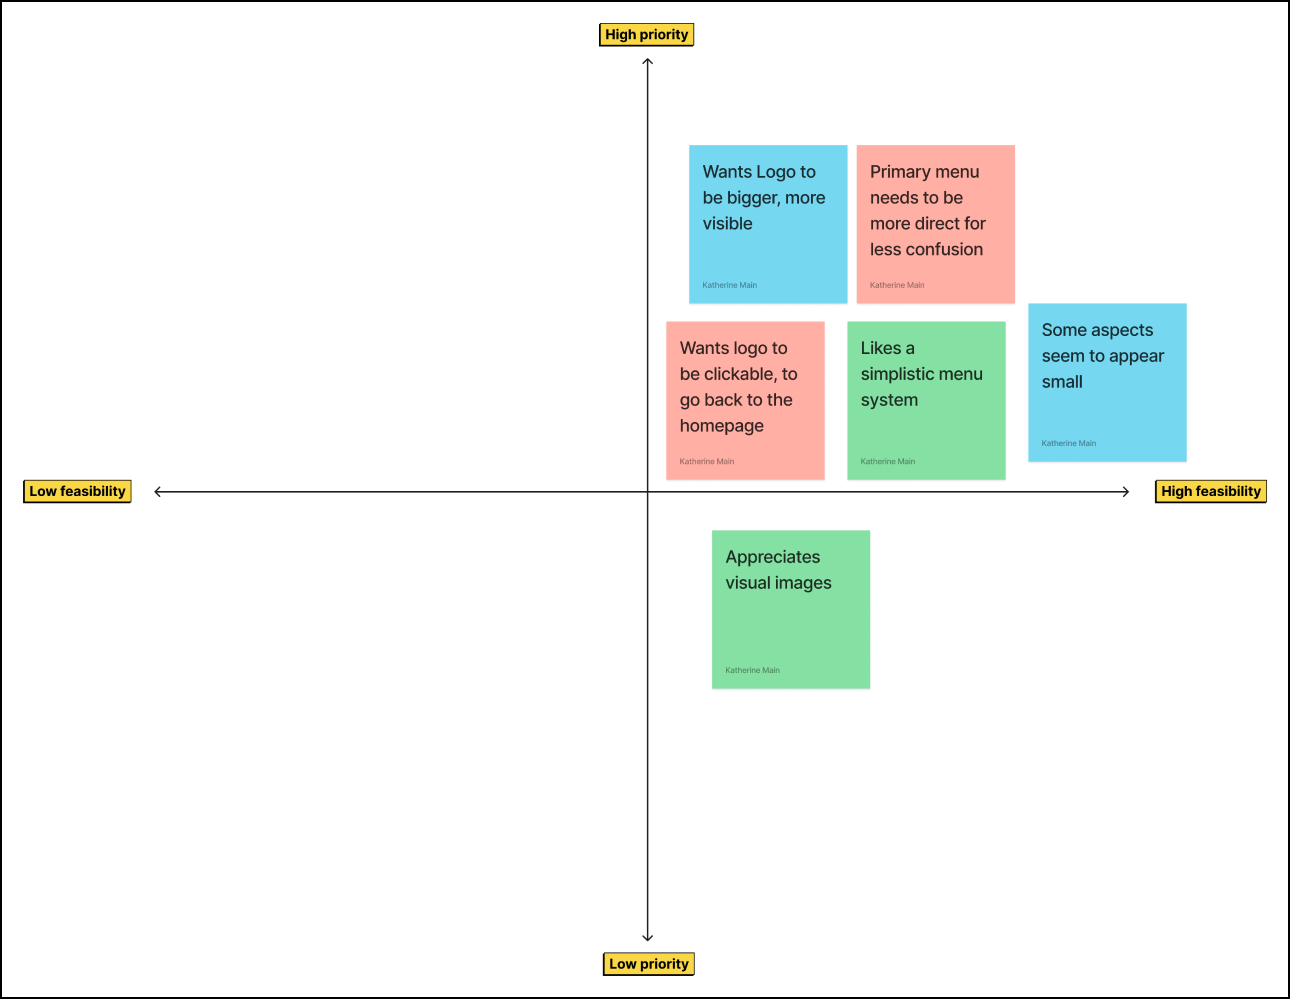 High priority
Wants Logo to
be bigger, more
visible
Katherine Main
Primary menu
needs to be
more direct for
less confusion
Katherine Main
Wants logo to
be clickable, to
go back to the
homepage
Katherine Main
Likes a
simplistic menu
system
Katherine Main
Some aspects
seem to appear
small
Katherine Main
Low feasibility
High feasibility
Appreciates
visual images
Katherine Main
Low priority